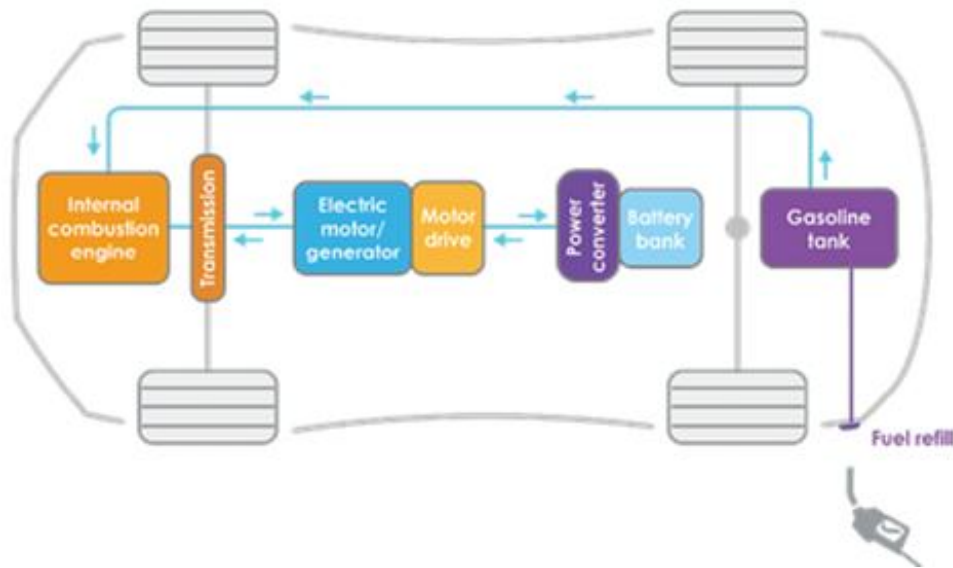 Internal
combustion
engine
Transmission
Electric
motor/
generator
Motor
drive
Power
converter
Battery
bank
Gasoline
tank
Fuel refill